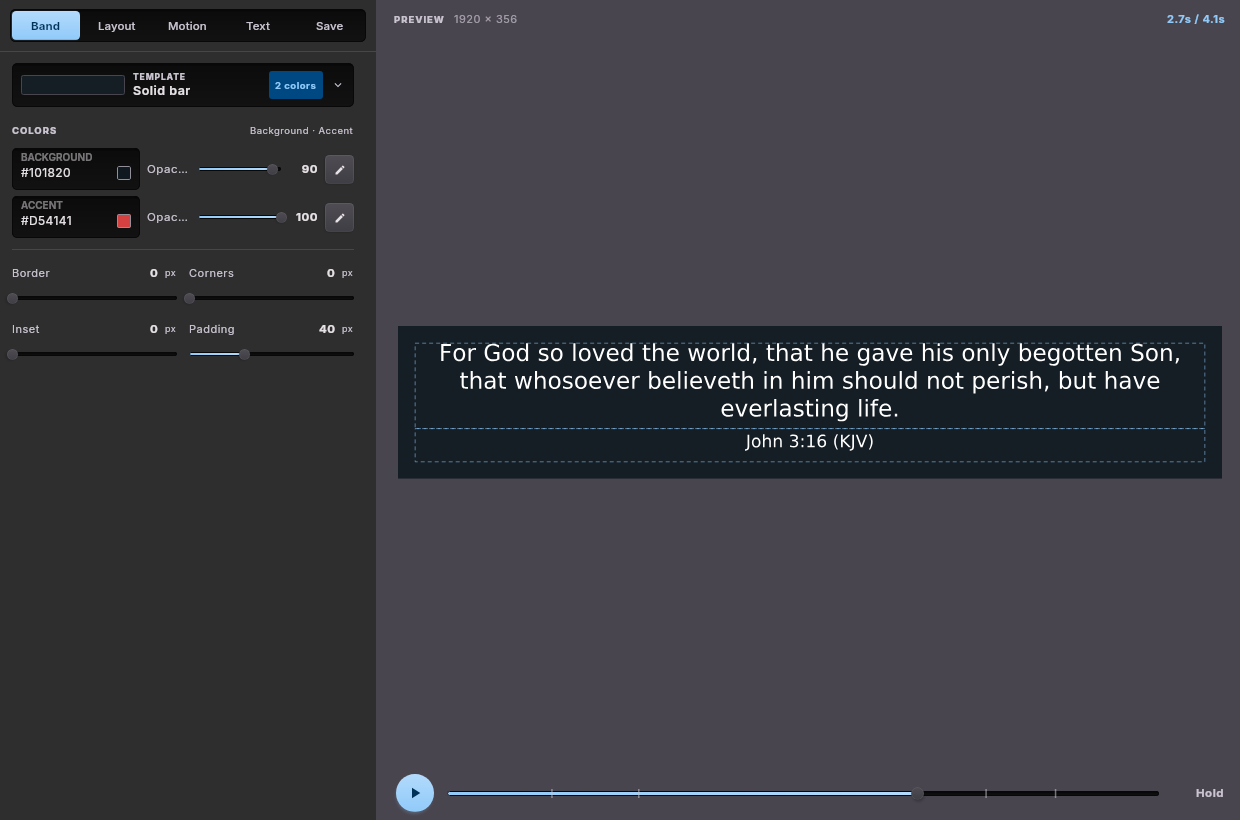 Band Layout Motion Text Save
PREVIEW 1920 × 356 2.7s / 4.1s
TEMPLATE
Solid bar
2 colors
COLORS Background · Accent
BACKGROUND
#101820 Opac... 90
ACCENT
#D54141 Opac... 100
Border 0 px Corners 0 px
Inset 0 px Padding 40 px
For God so loved the world, that he gave his only begotten Son,
that whosoever believeth in him should not perish, but have
everlasting life.
John 3:16 (KJV)
Hold